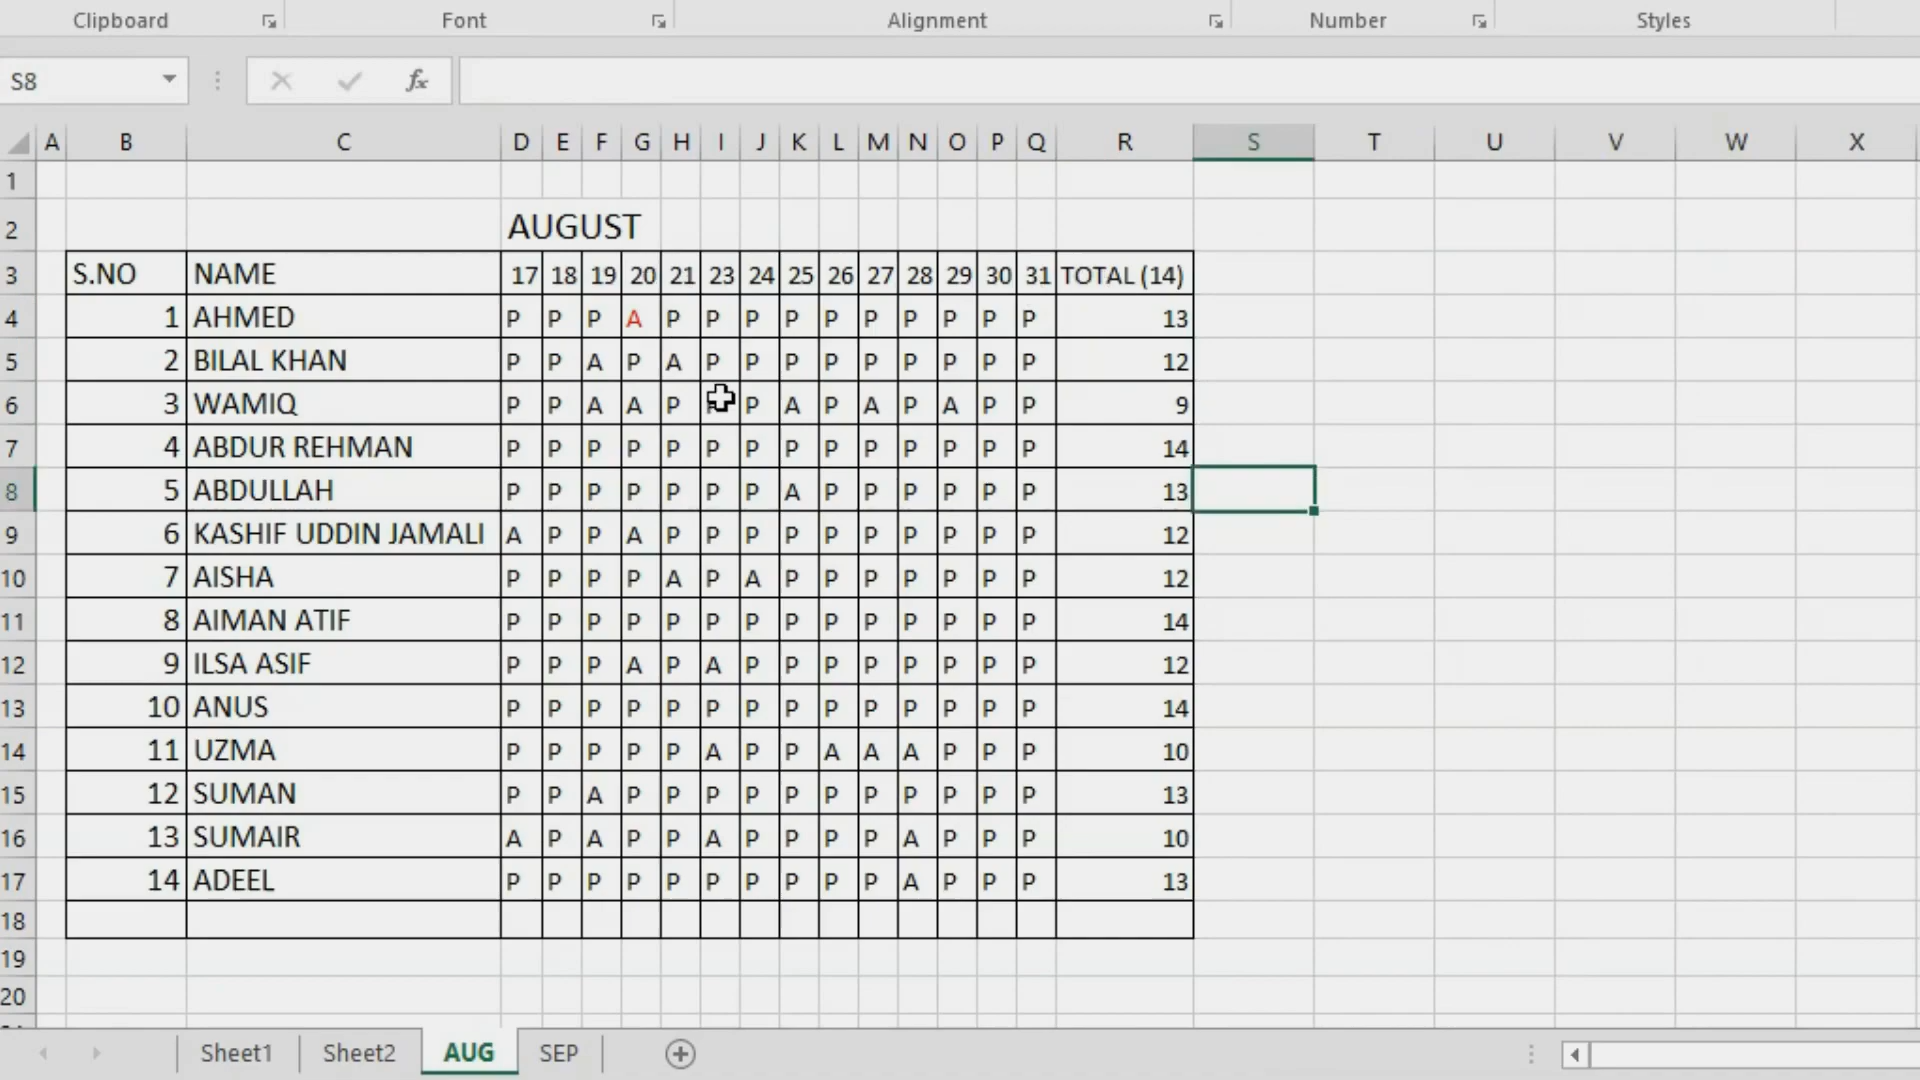 Clipboard Font Alignment Number Styles
S8 fx
A B C D E F G H I J K L M N O P Q R S T U V W X
1
2 AUGUST
3 S.NO NAME 17 18 19 20 21 23 24 25 26 27 28 29 30 31 TOTAL (14)
4 1 AHMED P P P A P P P P P P P P P P 13
5 2 BILAL KHAN P P A P A P P P P P P P P P 12
6 3 WAMIQ P P A A P P A P A P A P P 9
7 4 ABDUR REHMAN P P P P P P P P P P P P P P 14
8 5 ABDULLAH P P P P P P P A P P P P P P 13
9 6 KASHIF UDDIN JAMALI A P P A P P P P P P P P P P 12
10 7 AISHA P P P P A P A P P P P P P P 12
11 8 AIMAN ATIF P P P P P P P P P P P P P P 14
12 9 ILSA ASIF P P P A P A P P P P P P P P 12
13 10 ANUS P P P P P P P P P P P P P P 14
14 11 UZMA P P P P P A P P A A A P P P 10
15 12 SUMAN P P A P P P P P P P P P P P 13
16 13 SUMAIR A P A P P A P P P P A P P P 10
17 14 ADEEL P P P P P P P P P P A P P P 13
18
19
20
Sheet1 Sheet2 AUG SEP